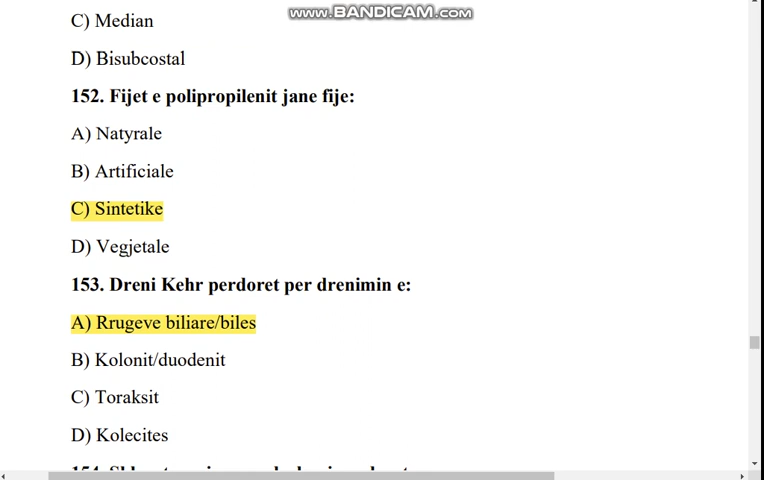 www.BANDICAM.com
C) Median
D) Bisubcostal
152. Fijet e polipropilenit jane fije:
A) Natyrale
B) Artificiale
C) Sintetike
D) Vegjetale
153. Dreni Kehr perdoret per drenimin e:
A) Rrugeve biliare/biles
B) Kolonit/duodenit
C) Toraksit
D) Kolecites